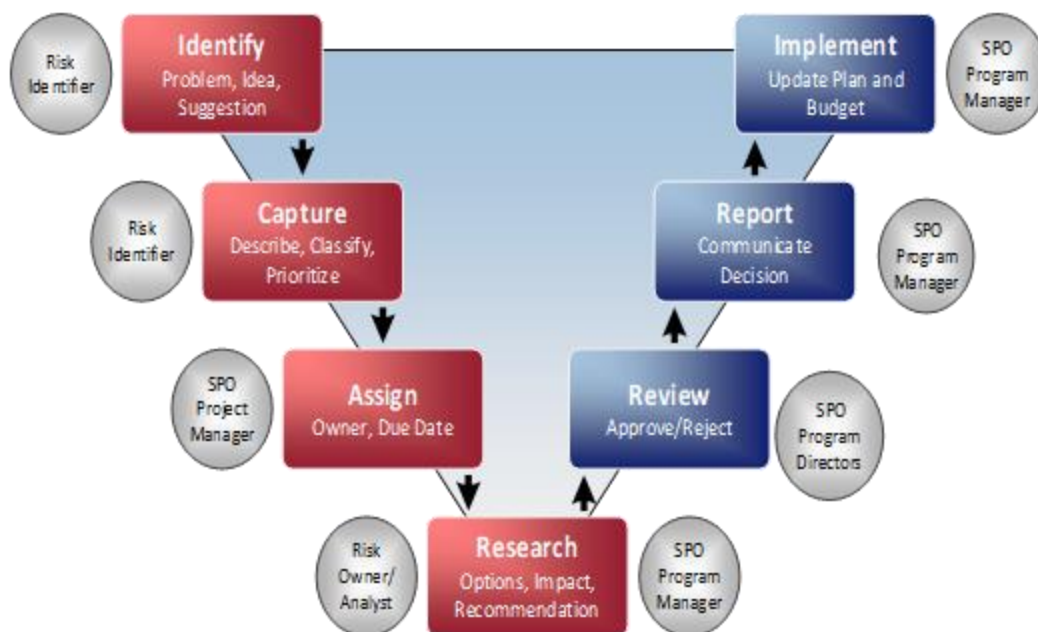 Risk
Identifier
Identify
Problem, Idea,
Suggestion
Implement
Update Plan and
Budget
SPO
Program
Manager
Risk
Identifier
Capture
Describe, Classify,
Prioritize
Report
Communicate
Decision
SPO
Program
Manager
SPO
Project
Manager
Assign
Owner, Due Date
Review
Approve/Reject
SPO
Program
Directors
Risk
Owner/
Analyst
Research
Options, Impact,
Recommendation
SPO
Program
Manager